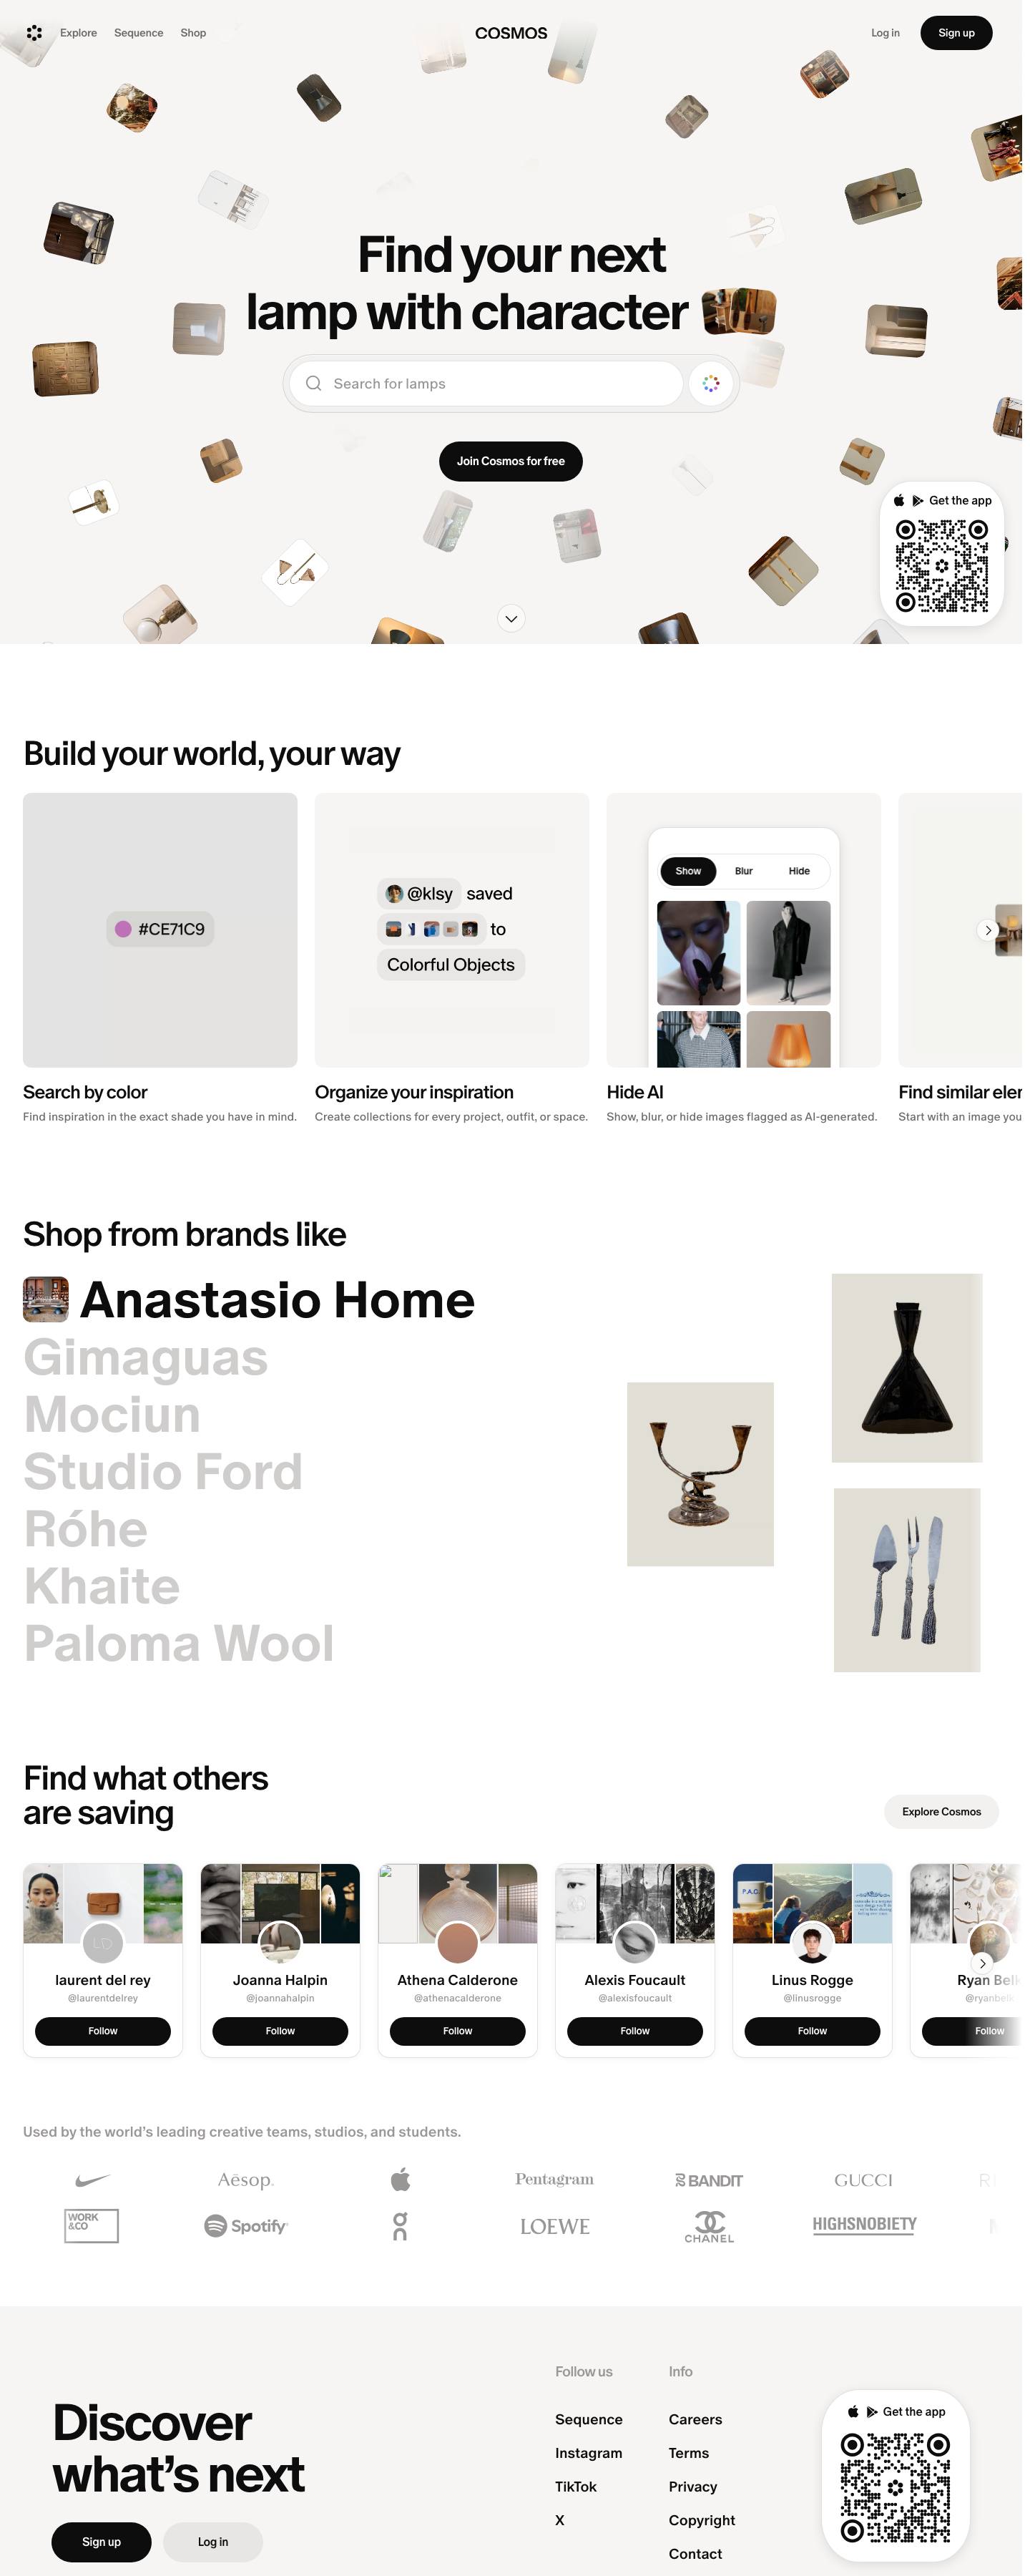 Explore Sequence Shop COSMOS Log in Sign up
Find your next
lamp with character
Search for lamps
Join Cosmos for free
Get the app
Build your world, your way
#CE71C9
@klsy saved
to
Colorful Objects
Show Blur Hide
Search by color
Find inspiration in the exact shade you have in mind.
Organize your inspiration
Create collections for every project, outfit, or space.
Hide AI
Show, blur, or hide images flagged as AI-generated.
Find similar
Start with an image you
Shop from brands like
Anastasio Home
Gimaguas
Mociun
Studio Ford
Róhe
Khaite
Paloma Wool
Find what others
are saving
Explore Cosmos
P.A.D.
LD
laurent del rey
@laurentdelrey
Follow
Joanna Halpin
@joannahalpin
Follow
Athena Calderone
@athenacalderone
Follow
Alexis Foucault
@alexisfoucault
Follow
Linus Rogge
@linusrogge
Follow
Ryan
Follow
Used by the world’s leading creative teams, studios, and students.
Aēsop. Pentagram BANDIT GUCCI
WORK
&CO
Spotify on LOEWE CHANEL HIGHSNOBIETY
Discover
what’s next
Sign up Log in
Follow us
Sequence
Instagram
TikTok
X
Info
Careers
Terms
Privacy
Copyright
Contact
Get the app